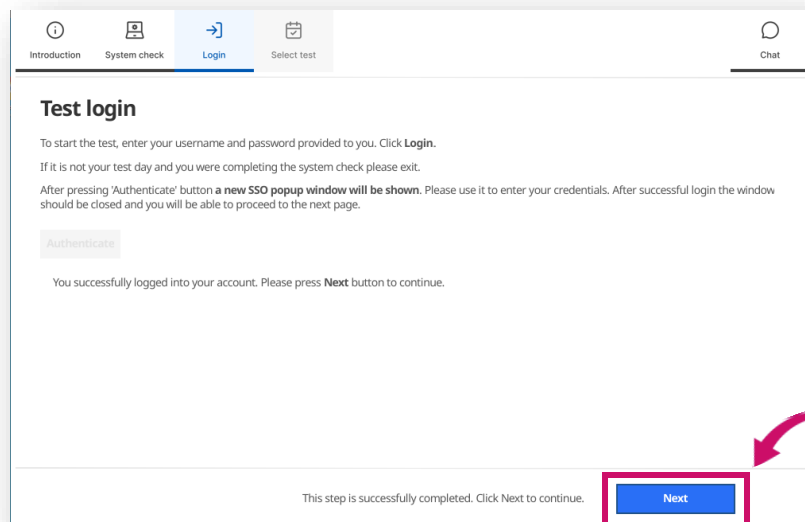 Introduction
System check
Login
Select test
Chat
Test login
To start the test, enter your username and password provided to you. Click Login.
If it is not your test day and you were completing the system check please exit.
After pressing 'Authenticate' button a new SSO popup window will be shown. Please use it to enter your credentials. After successful login the window
should be closed and you will be able to proceed to the next page.
Authenticate
You successfully logged into your account. Please press Next button to continue.
This step is successfully completed. Click Next to continue.
Next